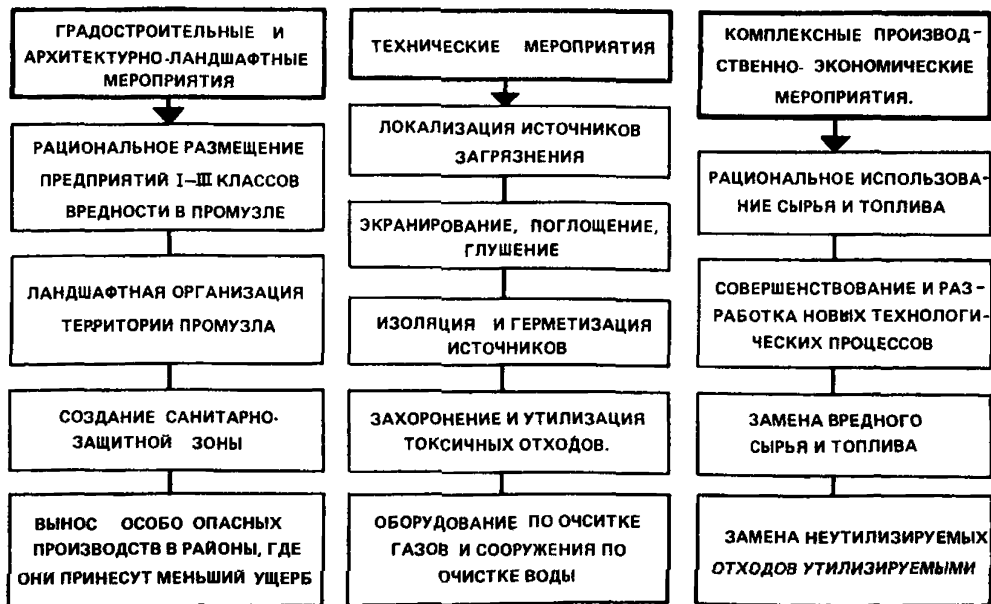 ГРАДОСТРОИТЕЛЬНЫЕ И
АРХИТЕКТУРНО-ЛАНДШАФТНЫЕ
МЕРОПРИЯТИЯ
РАЦИОНАЛЬНОЕ РАЗМЕЩЕНИЕ
ПРЕДПРИЯТИЙ I–III КЛАССОВ
ВРЕДНОСТИ В ПРОМУЗЛЕ
ЛАНДШАФТНАЯ ОРГАНИЗАЦИЯ
ТЕРРИТОРИИ ПРОМУЗЛА
СОЗДАНИЕ САНИТАРНО-
ЗАЩИТНОЙ ЗОНЫ
ВЫНОС ОСОБО ОПАСНЫХ
ПРОИЗВОДСТВ В РАЙОНЫ, ГДЕ
ОНИ ПРИНЕСУТ МЕНЬШИЙ УЩЕРБ
ТЕХНИЧЕСКИЕ МЕРОПРИЯТИЯ
ЛОКАЛИЗАЦИЯ ИСТОЧНИКОВ
ЗАГРЯЗНЕНИЯ
ЭКРАНИРОВАНИЕ, ПОГЛОЩЕНИЕ,
ГЛУШЕНИЕ
ИЗОЛЯЦИЯ И ГЕРМЕТИЗАЦИЯ
ИСТОЧНИКОВ
ЗАХОРОНЕНИЕ И УТИЛИЗАЦИЯ
ТОКСИЧНЫХ ОТХОДОВ.
ОБОРУДОВАНИЕ ПО ОЧСИТКЕ
ГАЗОВ И СООРУЖЕНИЯ ПО
ОЧИСТКЕ ВОДЫ
КОМПЛЕКСНЫЕ ПРОИЗВОД-
СТВЕННО- ЭКОНОМИЧЕСКИЕ
МЕРОПРИЯТИЯ.
РАЦИОНАЛЬНОЕ ИСПОЛЬЗОВА-
НИЕ СЫРЬЯ И ТОПЛИВА
СОВЕРШЕНСТВОВАНИЕ И РАЗ-
РАБОТКА НОВЫХ ТЕХНОЛОГИ-
ЧЕСКИХ ПРОЦЕССОВ
ЗАМЕНА ВРЕДНОГО
СЫРЬЯ И ТОПЛИВА
ЗАМЕНА НЕУТИЛИЗИРУЕМЫХ
ОТХОДОВ УТИЛИЗИРУЕМЫМИ